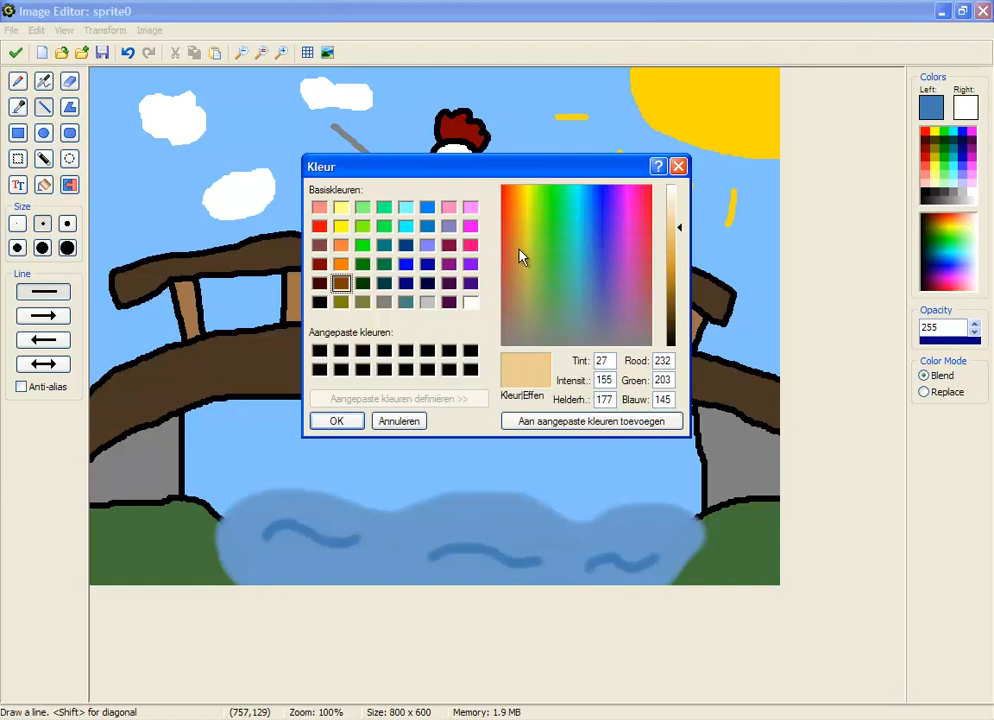 Image Editor: sprite0
File Edit View Transform Image
Colors
Left: Right:
Kleur
Basiskleuren:
Size
Line
Anti-alias
Opacity
255
Color Mode
Blend
Replace
Aangepaste kleuren:
Kleur|Effen
Tint: 27 Rood: 232
Intensit.: 155 Groen: 203
Helderh.: 177 Blauw: 145
Aangepaste kleuren definiëren >>
OK Annuleren Aan aangepaste kleuren toevoegen
Draw a line. <Shift> for diagonal (757,129) Zoom: 100% Size: 800 x 600 Memory: 1.9 MB